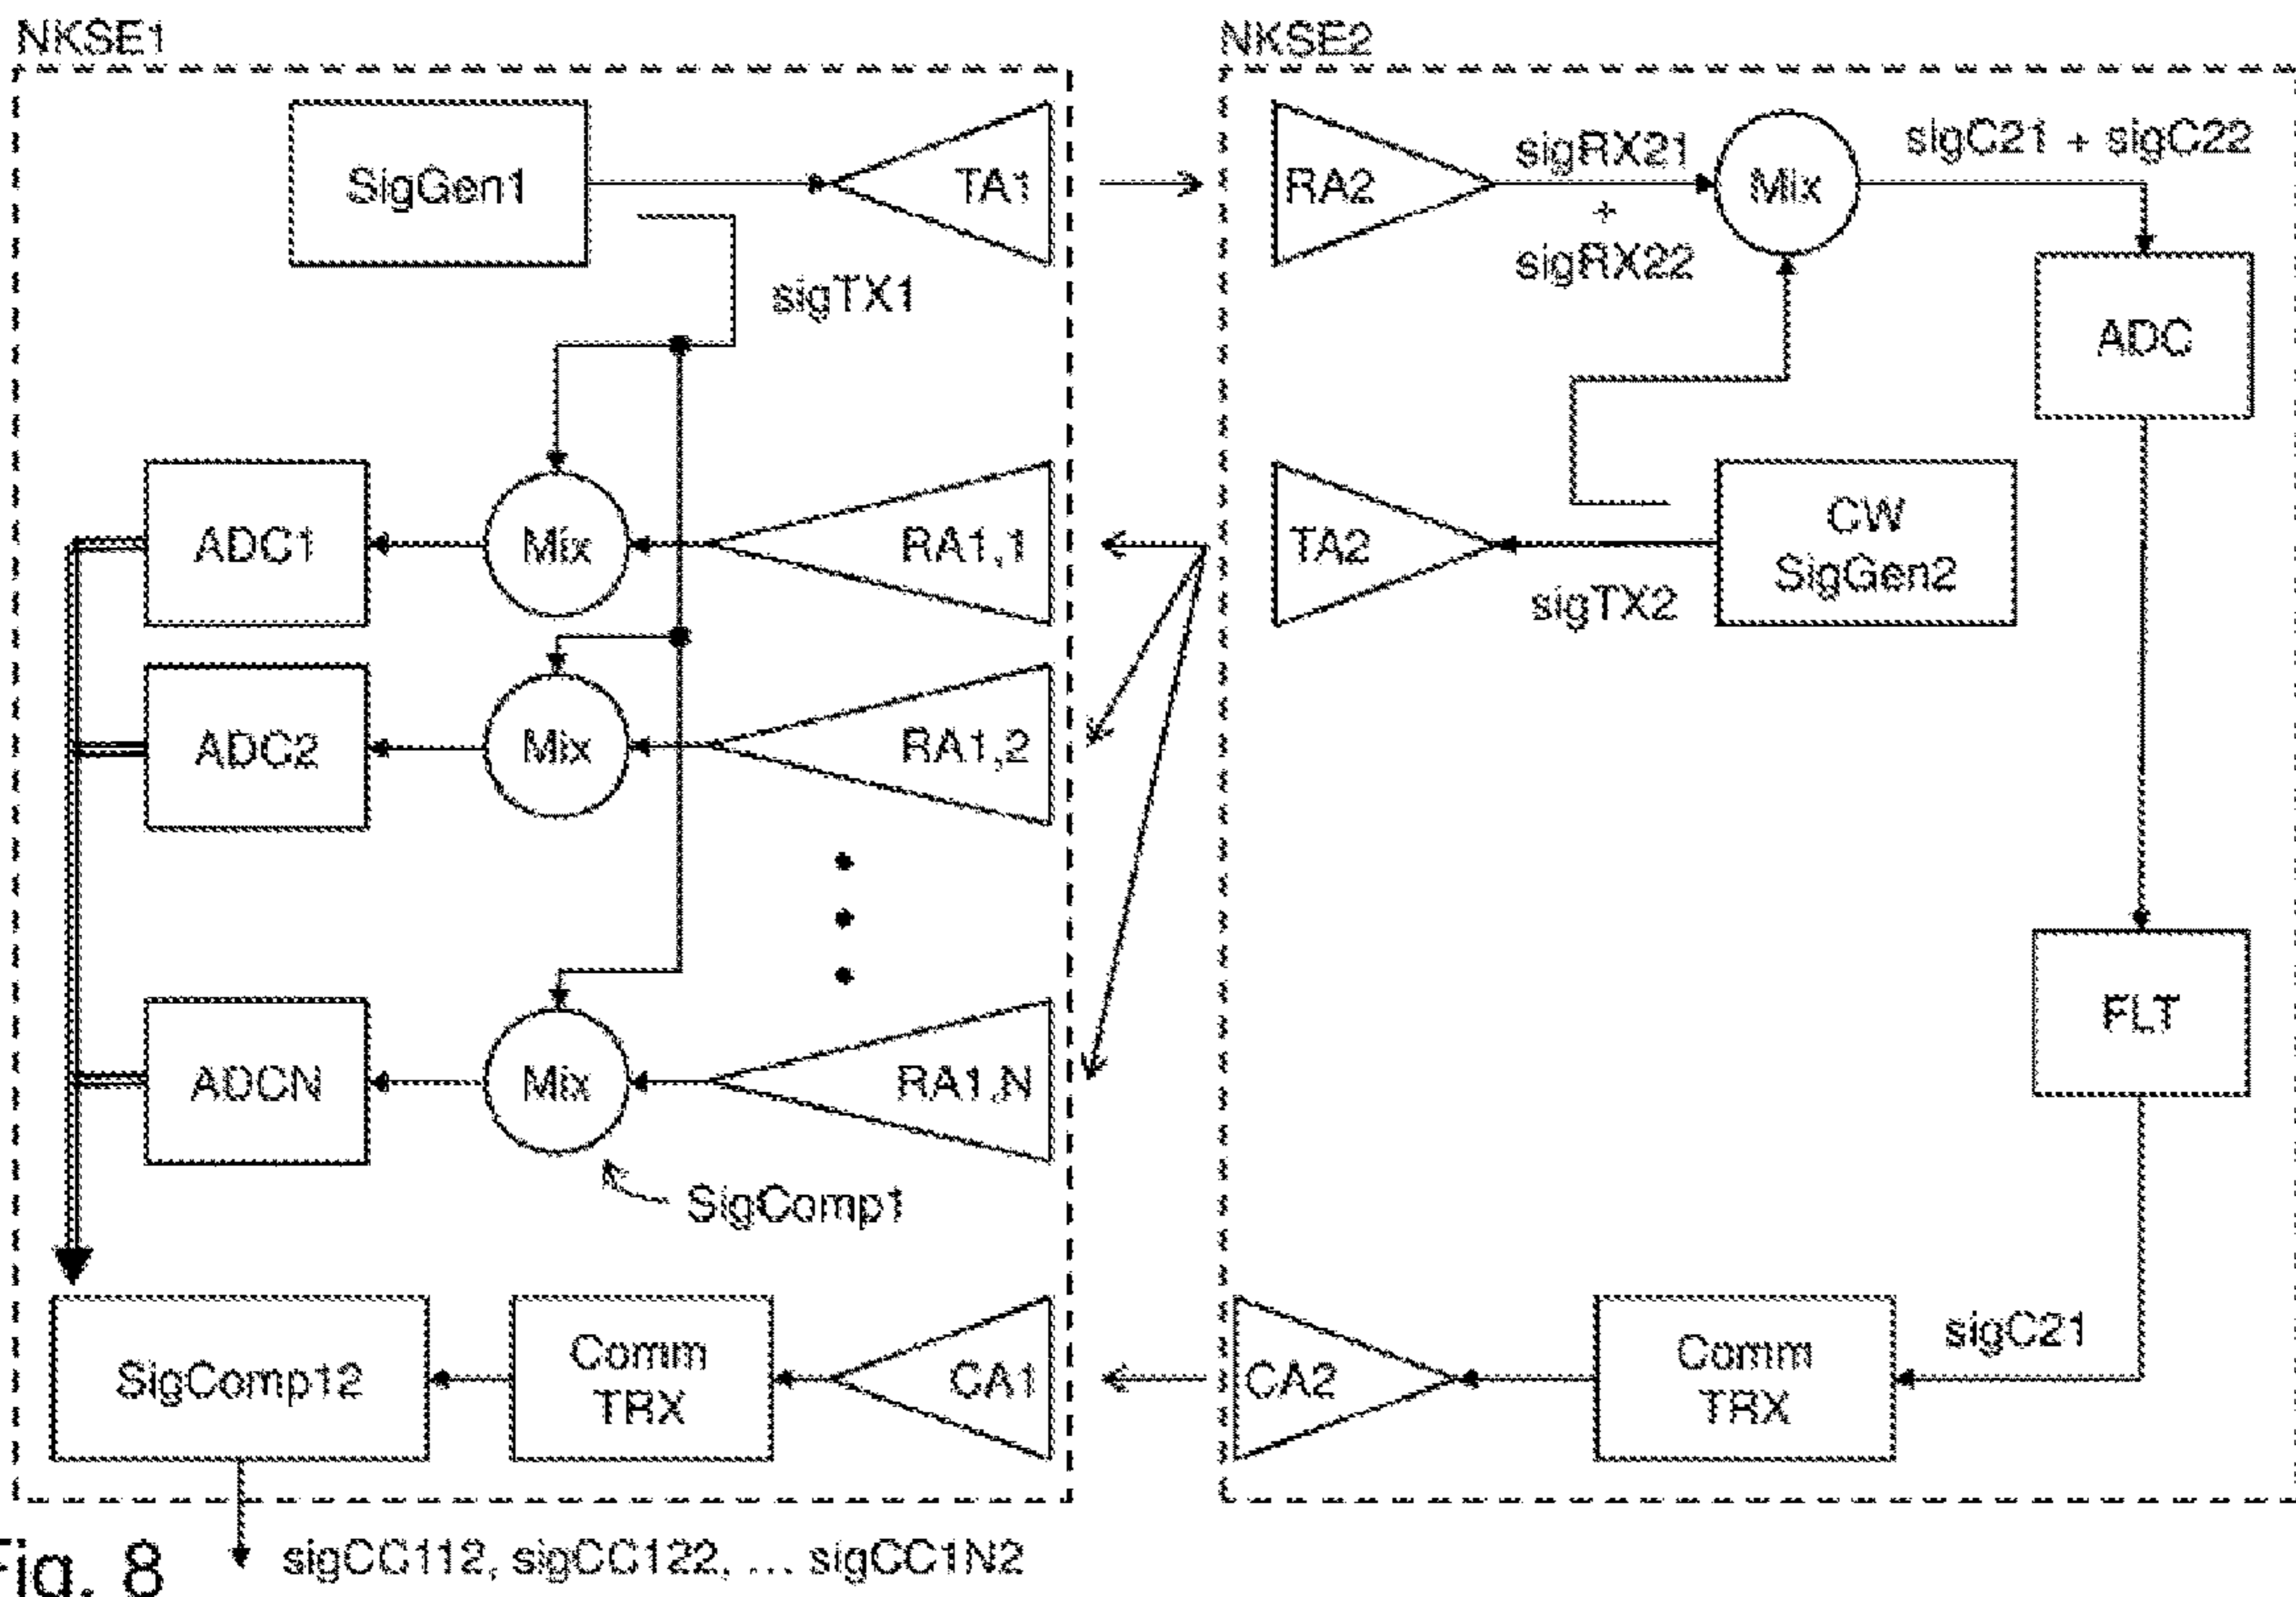 NKSE1
NKSE2
SigGen1
TA1
sigTX1
RA2
sigRX21
+
sigRX22
Mix
sigC21 + sigC22
ADC
ADC1
Mix
RA1,1
TA2
sigTX2
CW
SigGen2
ADC2
Mix
RA1,2
ADCN
Mix
RA1,N
SigComp1
FLT
SigComp12
Comm
TRX
CA1
CA2
Comm
TRX
sigC21
sigCC112, sigCC122, ... sigCC1N2
Fig. 8